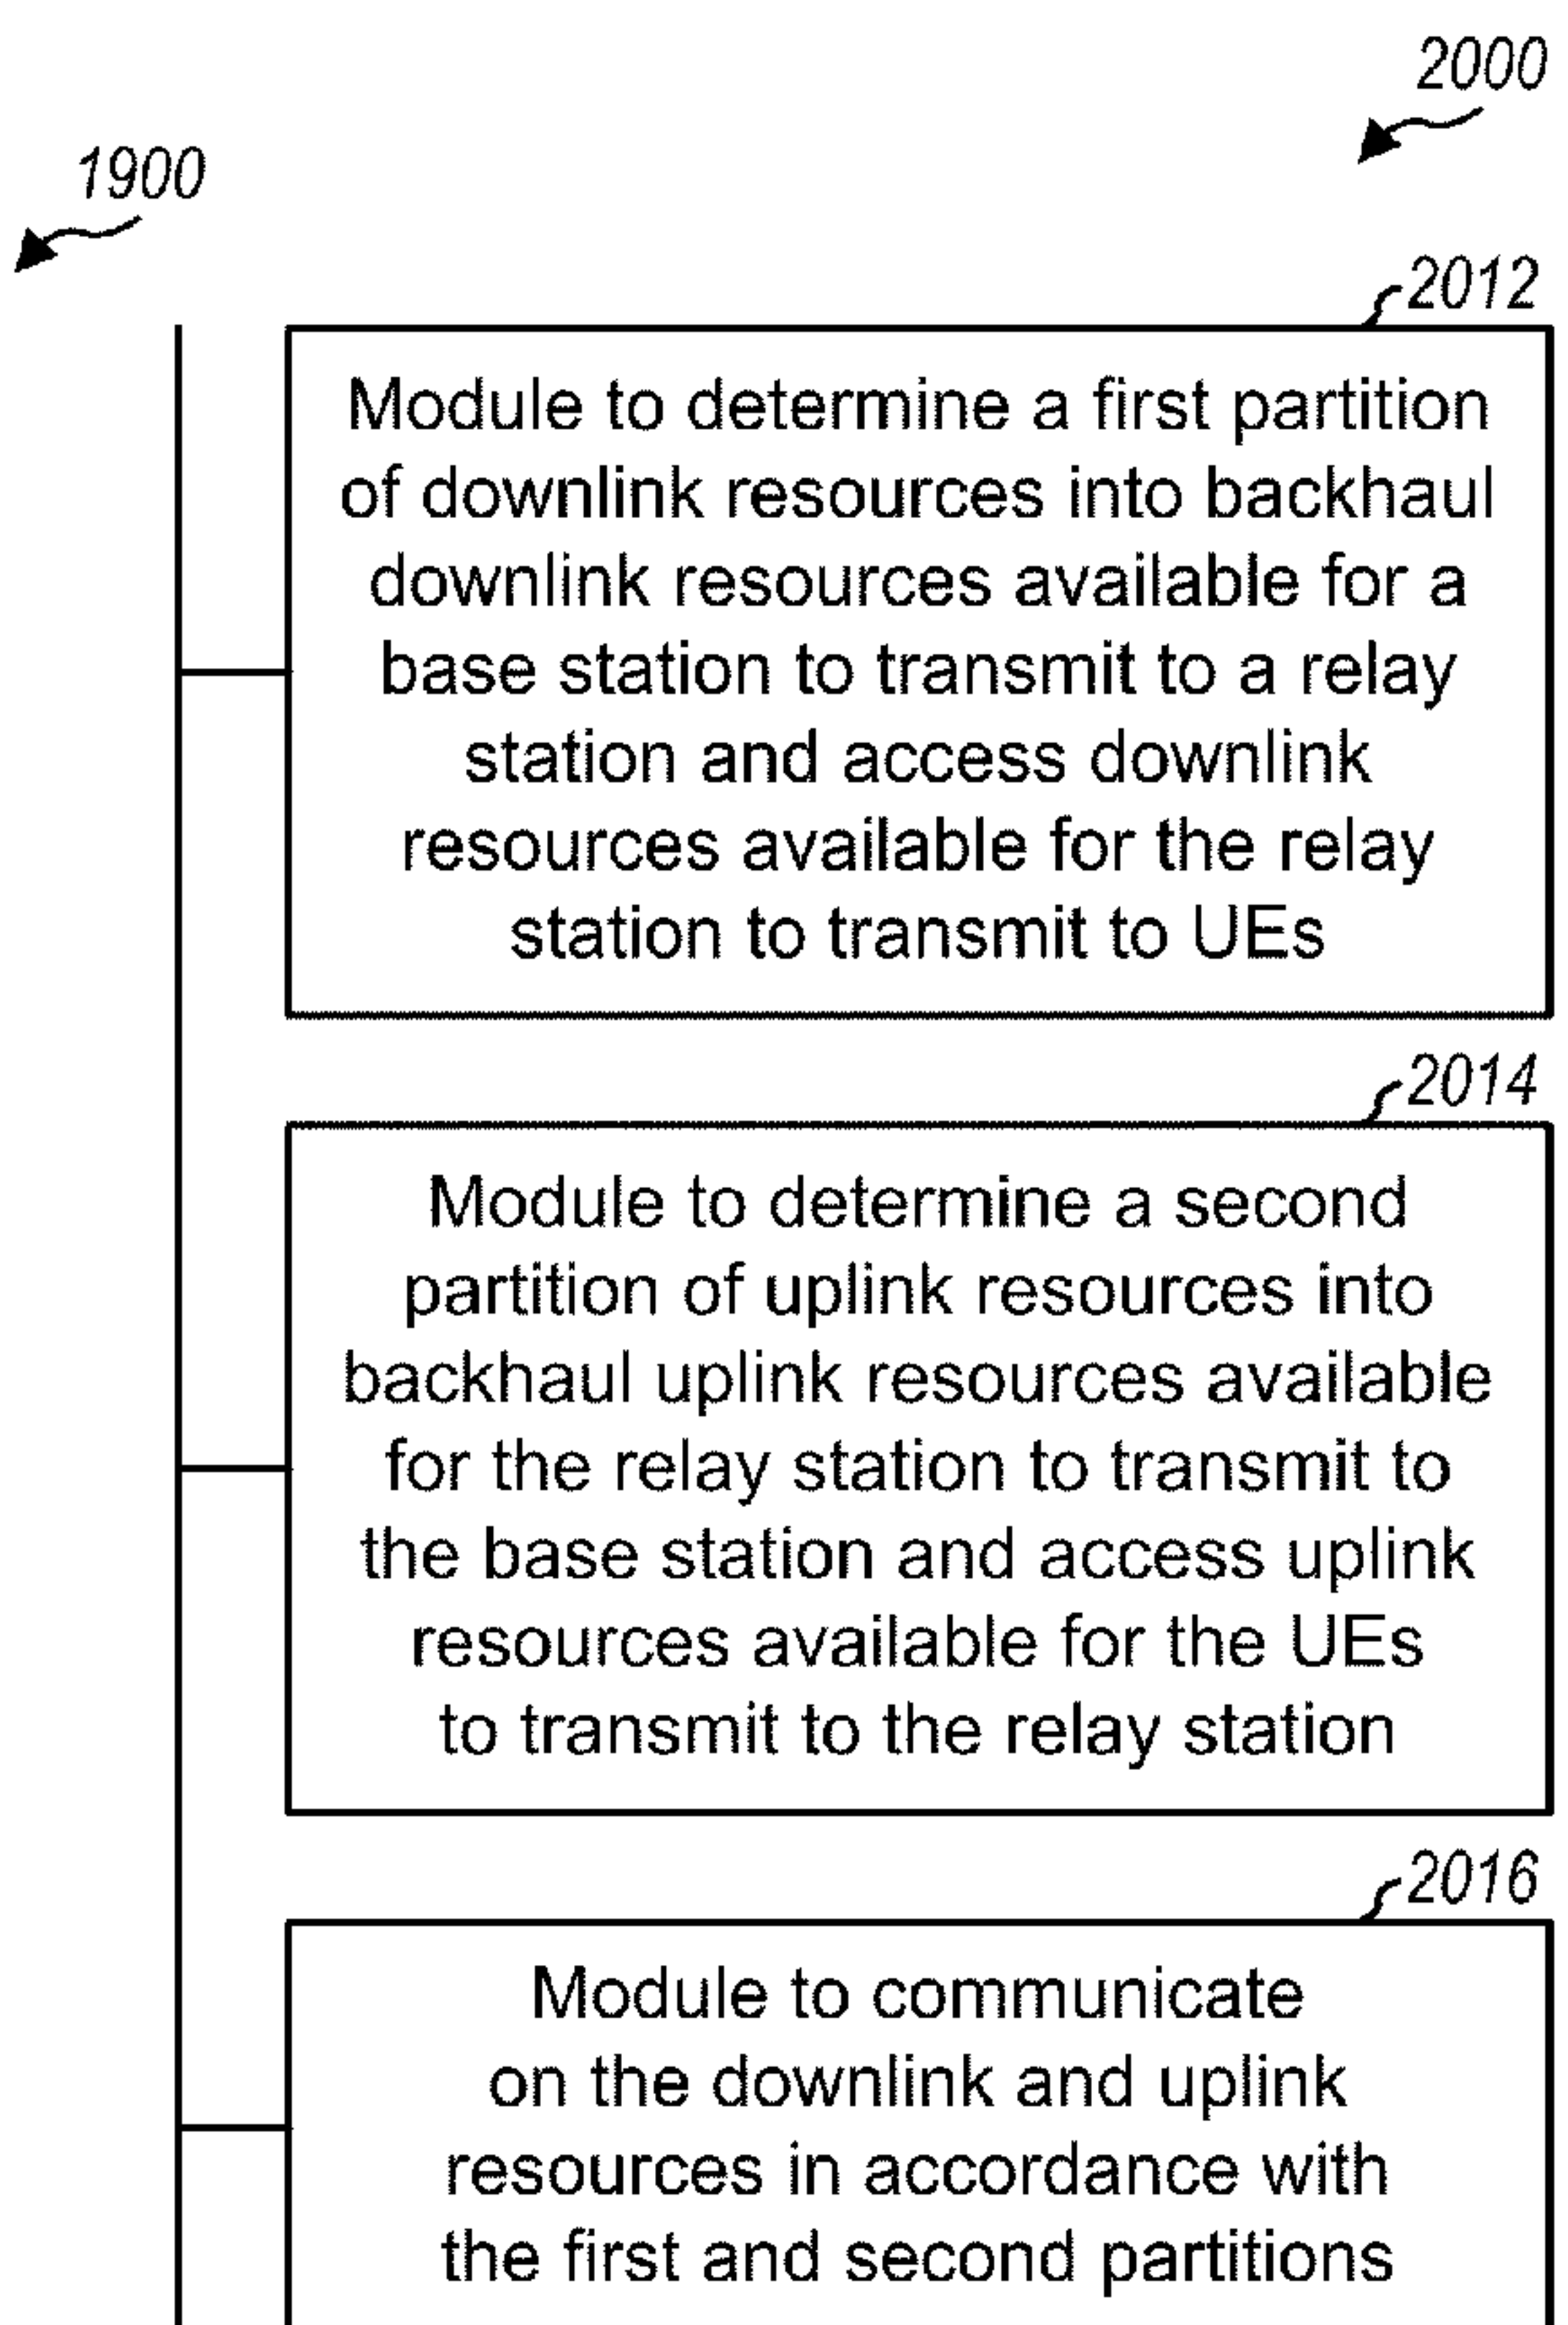 2000
1900
2012
Module to determine a first partition
of downlink resources into backhaul
downlink resources available for a
base station to transmit to a relay
station and access downlink
resources available for the relay
station to transmit to UEs
2014
Module to determine a second
partition of uplink resources into
backhaul uplink resources available
for the relay station to transmit to
the base station and access uplink
resources available for the UEs
to transmit to the relay station
2016
Module to communicate
on the downlink and uplink
resources in accordance with
the first and second partitions